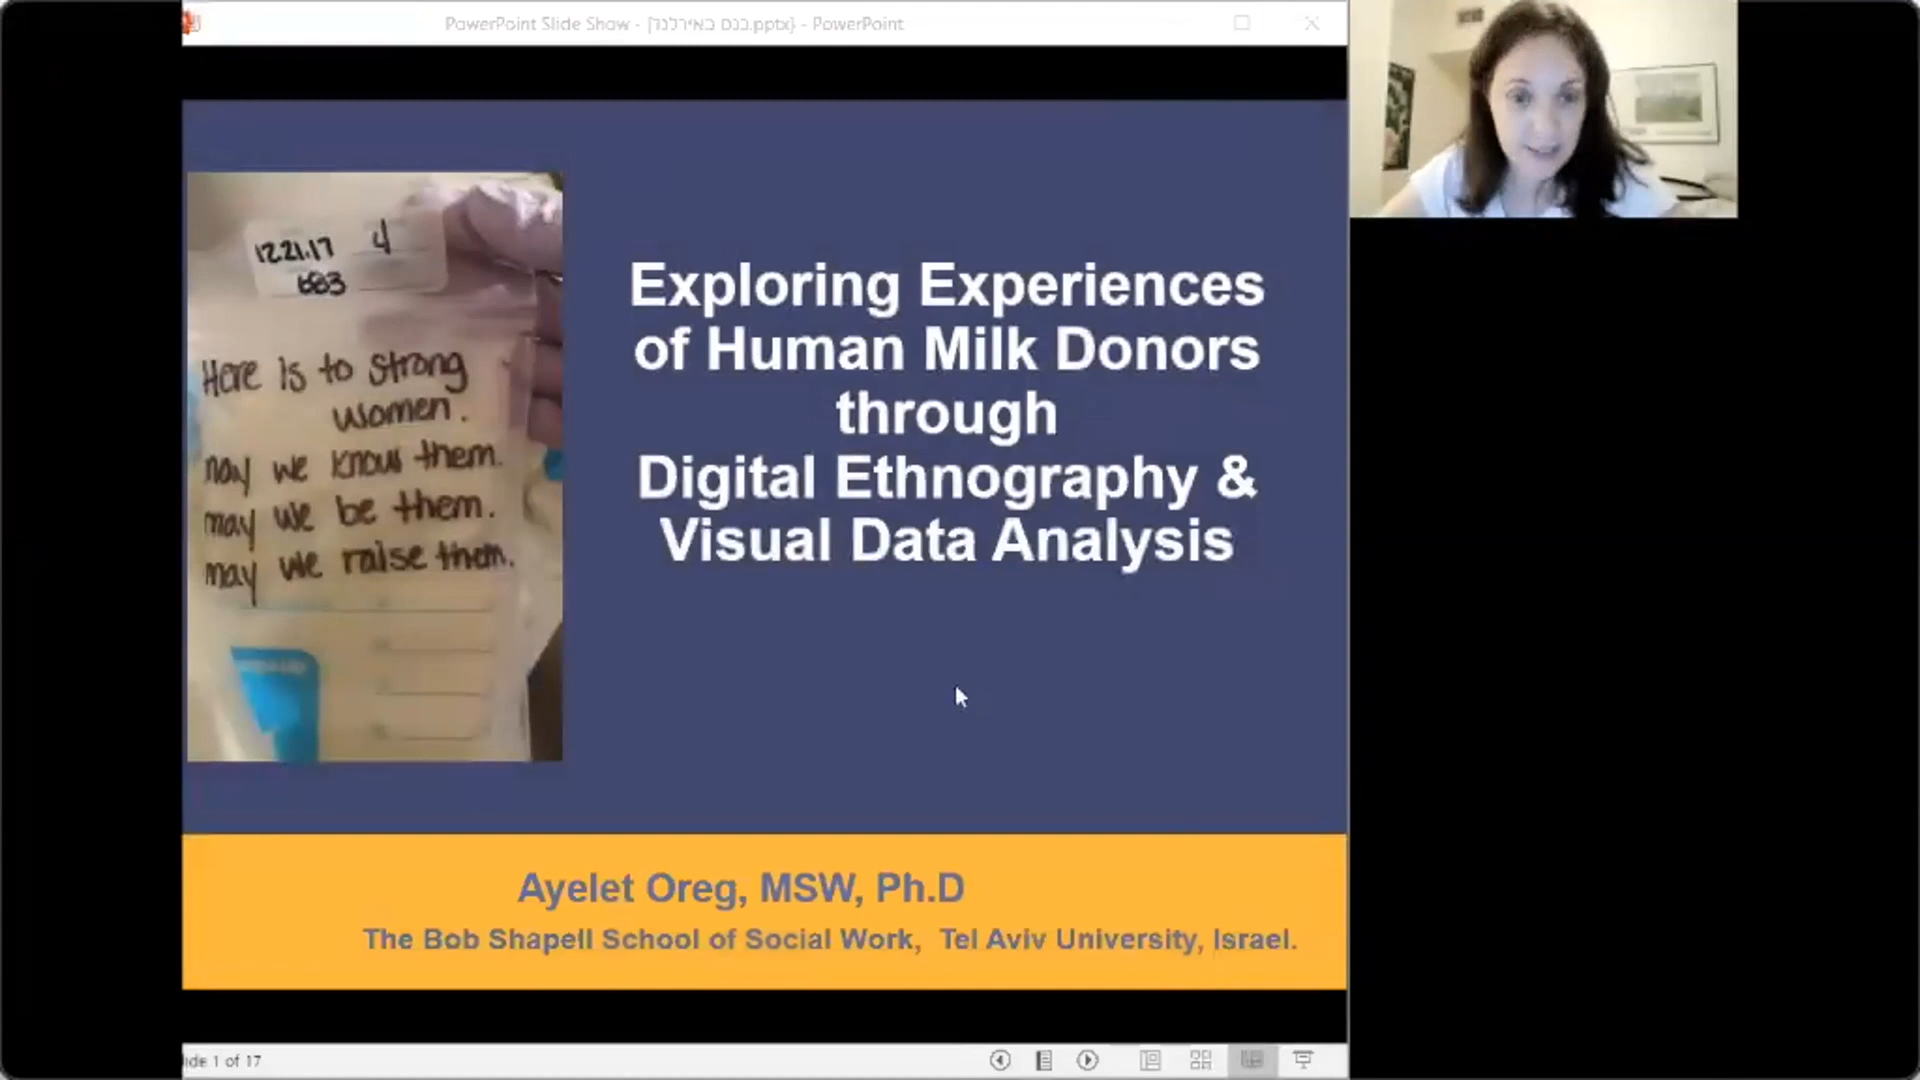 PowerPoint Slide Show - [כנס באירלנד.pptx} - PowerPoint
12.21.17 4
683
Here is to strong
women.
may we know them.
may we be them.
may we raise them.
Exploring Experiences
of Human Milk Donors
through
Digital Ethnography &
Visual Data Analysis
Ayelet Oreg, MSW, Ph.D
The Bob Shapell School of Social Work, Tel Aviv University, Israel.
ide 1 of 17